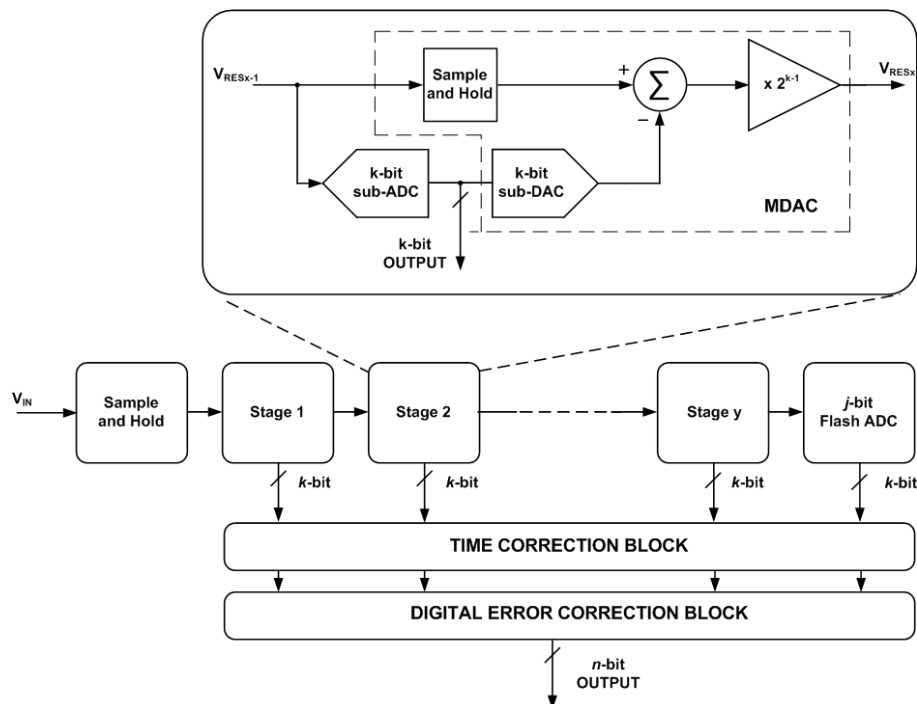 V_RESx-1
Sample
and Hold
+
Σ
−
x 2^k-1
V_RESx
k-bit
sub-ADC
k-bit
sub-DAC
MDAC
k-bit
OUTPUT
V_IN
Sample
and Hold
Stage 1
Stage 2
Stage y
j-bit
Flash ADC
k-bit
k-bit
k-bit
k-bit
TIME CORRECTION BLOCK
DIGITAL ERROR CORRECTION BLOCK
n-bit
OUTPUT